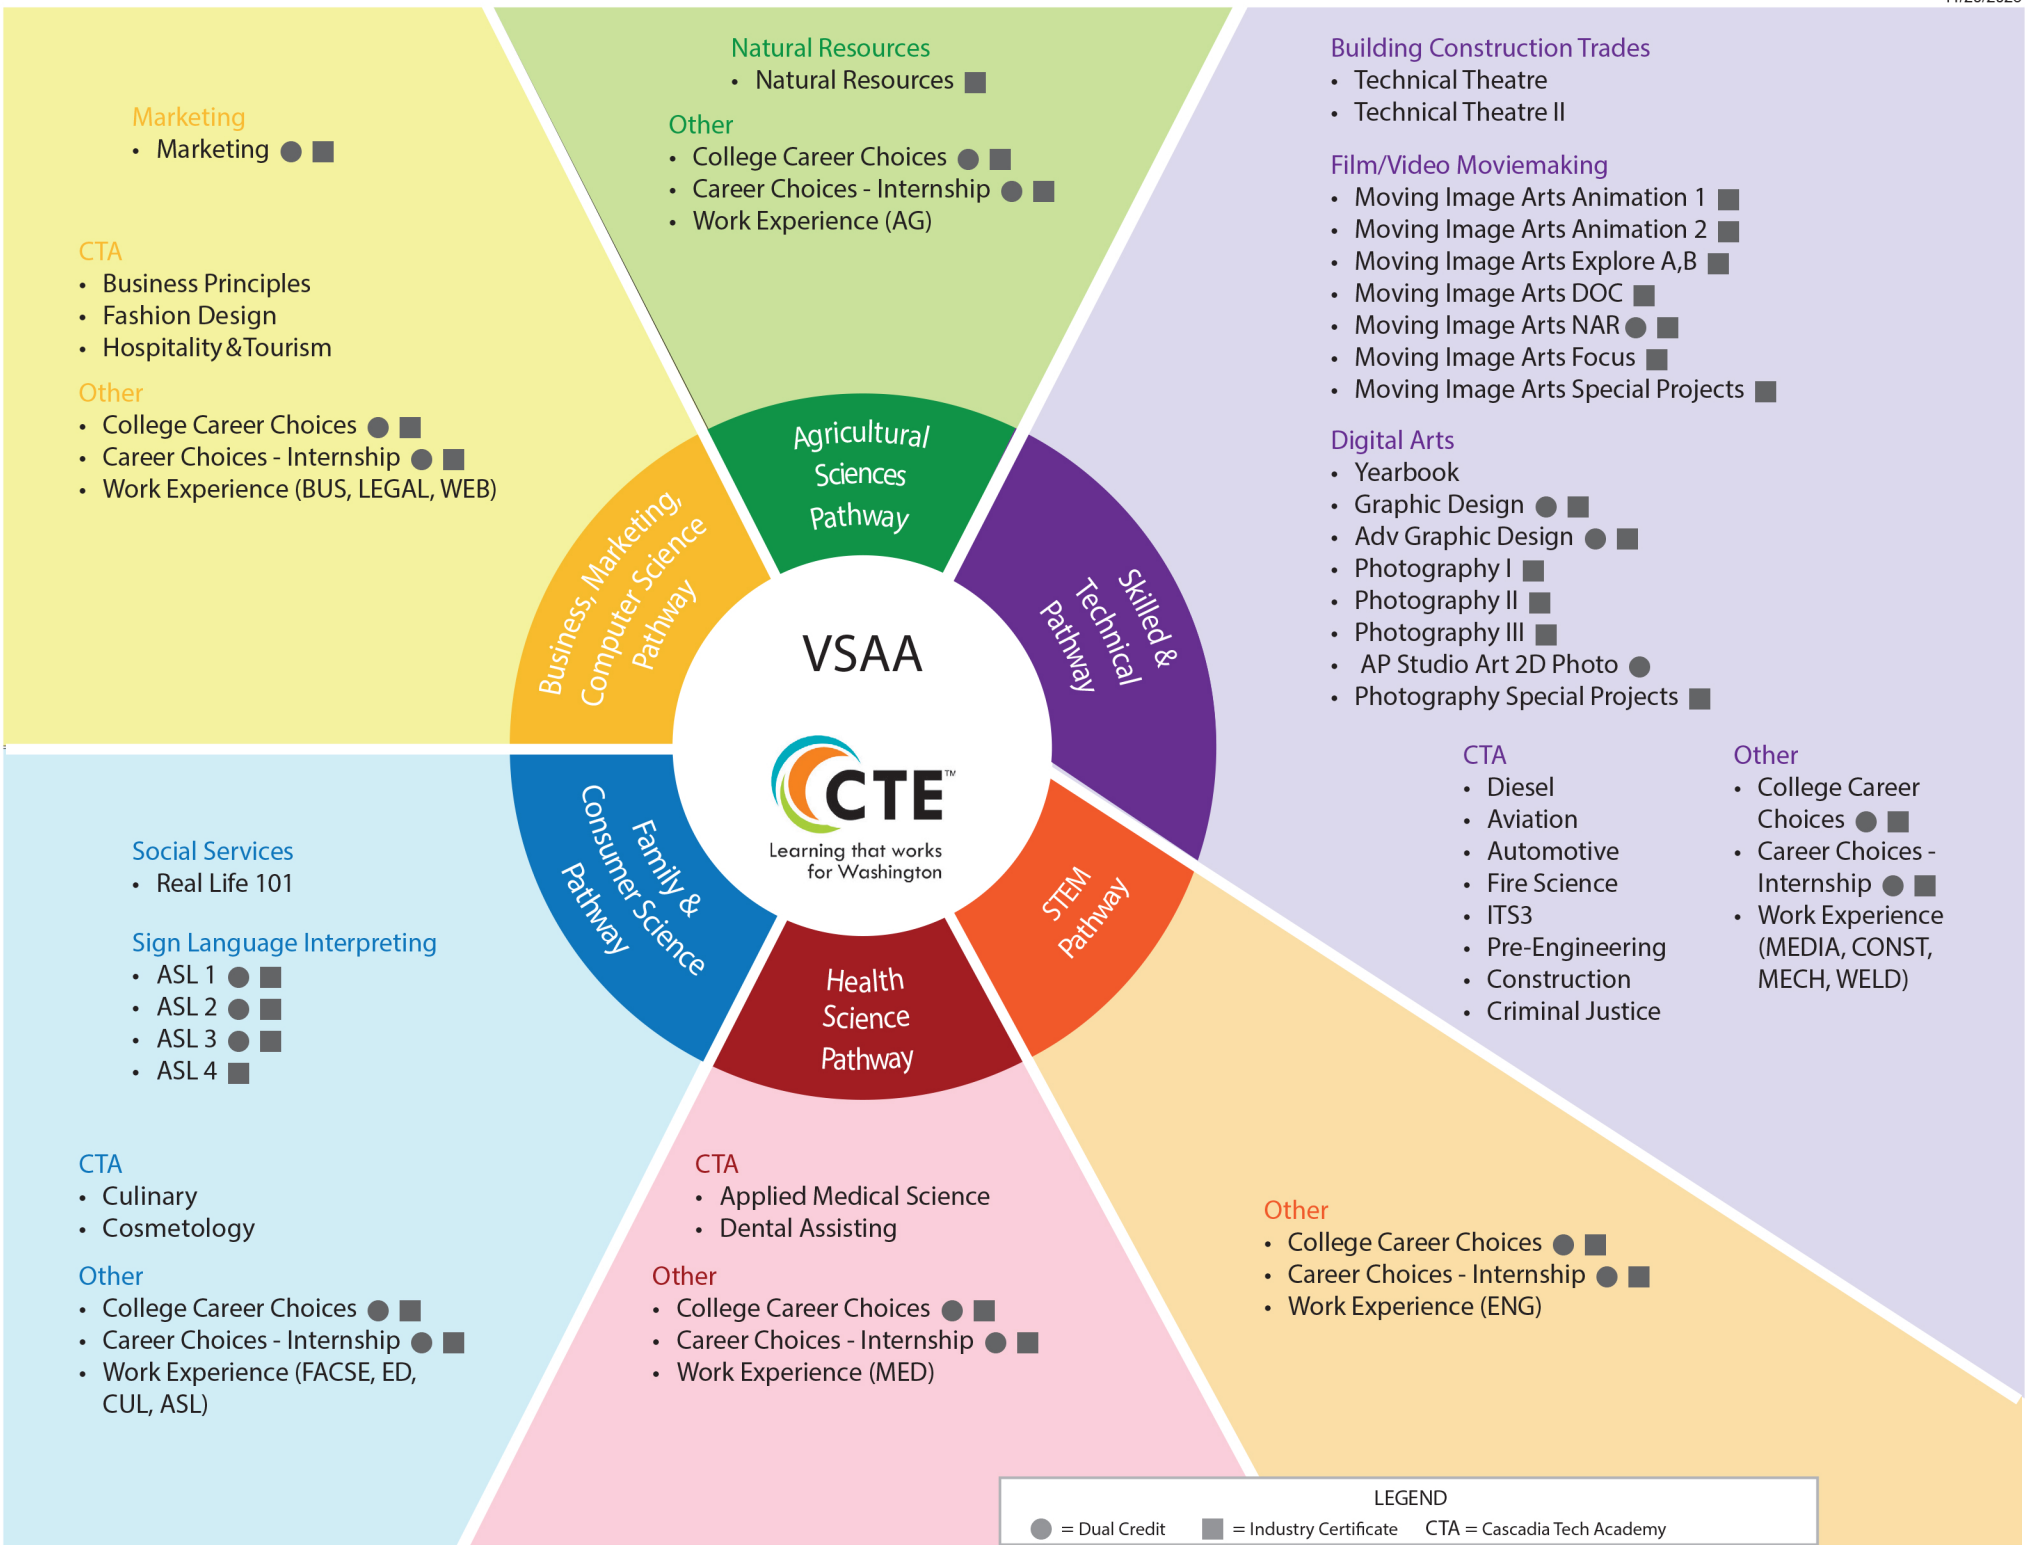 Marketing
• Marketing
CTA
• Business Principles
• Fashion Design
• Hospitality & Tourism
Other
• College Career Choices
• Career Choices - Internship
• Work Experience (BUS, LEGAL, WEB)
Natural Resources
• Natural Resources
Other
• College Career Choices
• Career Choices - Internship
• Work Experience (AG)
Building Construction Trades
• Technical Theatre
• Technical Theatre II
Film/Video Moviemaking
• Moving Image Arts Animation 1
• Moving Image Arts Animation 2
• Moving Image Arts Explore A,B
• Moving Image Arts DOC
• Moving Image Arts NAR
• Moving Image Arts Focus
• Moving Image Arts Special Projects
Digital Arts
• Yearbook
• Graphic Design
• Adv Graphic Design
• Photography I
• Photography II
• Photography III
• AP Studio Art 2D Photo
• Photography Special Projects
CTA
• Diesel
• Aviation
• Automotive
• Fire Science
• ITS3
• Pre-Engineering
• Construction
• Criminal Justice
Other
• College Career
Choices
• Career Choices -
Internship
• Work Experience
(MEDIA, CONST,
MECH, WELD)
Business, Marketing,
Computer Science
Pathway
Agricultural
Sciences
Pathway
Skilled &
Technical
Pathway
VSAA
CTE™
Learning that works
for Washington
Family &
Consumer Science
Pathway
Health
Science
Pathway
STEM
Pathway
Social Services
• Real Life 101
Sign Language Interpreting
• ASL 1
• ASL 2
• ASL 3
• ASL 4
CTA
• Culinary
• Cosmetology
Other
• College Career Choices
• Career Choices - Internship
• Work Experience (FACSE, ED,
CUL, ASL)
CTA
• Applied Medical Science
• Dental Assisting
Other
• College Career Choices
• Career Choices - Internship
• Work Experience (MED)
Other
• College Career Choices
• Career Choices - Internship
• Work Experience (ENG)
LEGEND
= Dual Credit = Industry Certificate CTA = Cascadia Tech Academy